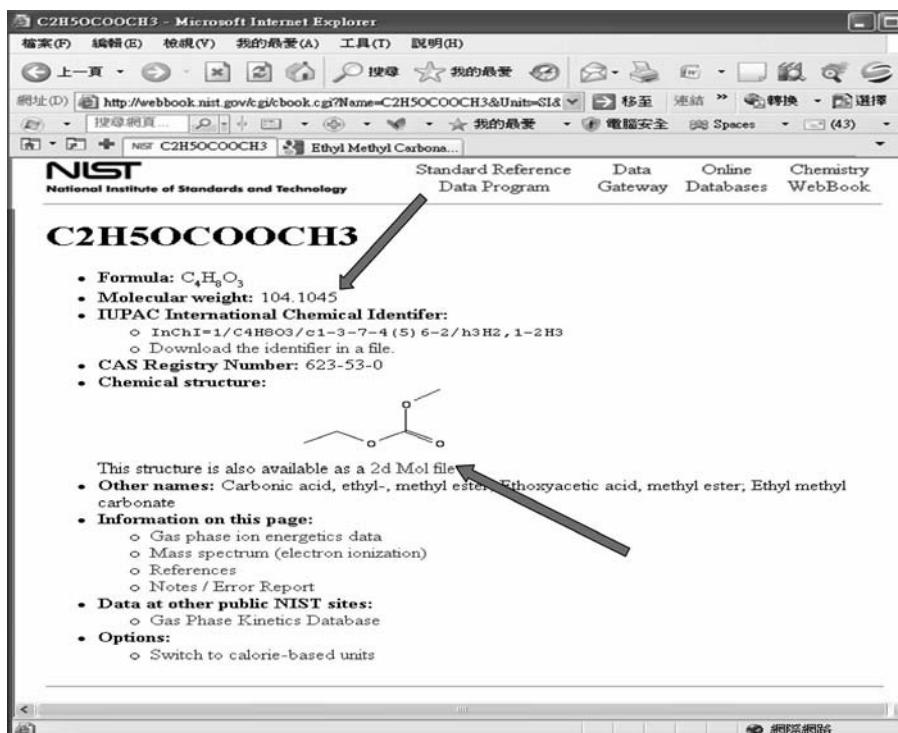 C2H5OCOOCH3 - Microsoft Internet Explorer
檔案(F) 編輯(E) 檢視(V) 我的最愛(A) 工具(T) 說明(H)
上一頁 搜尋 我的最愛
網址(D) http://webbook.nist.gov/cgi/cbook.cgi?Name=C2H5OCOOCH3&Units=SI& 移至 連結 » 轉換 選擇
搜尋網頁... 我的最愛 電腦安全 Spaces (43)
NIST C2H5OCOOCH3 Ethyl Methyl Carbona...
NIST Standard Reference Data Online Chemistry
National Institute of Standards and Technology Data Program Gateway Databases WebBook
C2H5OCOOCH3
• Formula: C4H8O3
• Molecular weight: 104.1045
• IUPAC International Chemical Identifer:
o InChI=1/C4H8O3/c1-3-7-4(5)6-2/h3H2,1-2H3
o Download the identifier in a file.
• CAS Registry Number: 623-53-0
• Chemical structure:
O
O O
This structure is also available as a 2d Mol file
• Other names: Carbonic acid, ethyl-, methyl ester; Ethoxyacetic acid, methyl ester; Ethyl methyl
carbonate
• Information on this page:
o Gas phase ion energetics data
o Mass spectrum (electron ionization)
o References
o Notes / Error Report
• Data at other public NIST sites:
o Gas Phase Kinetics Database
• Options:
o Switch to calorie-based units
網際網路